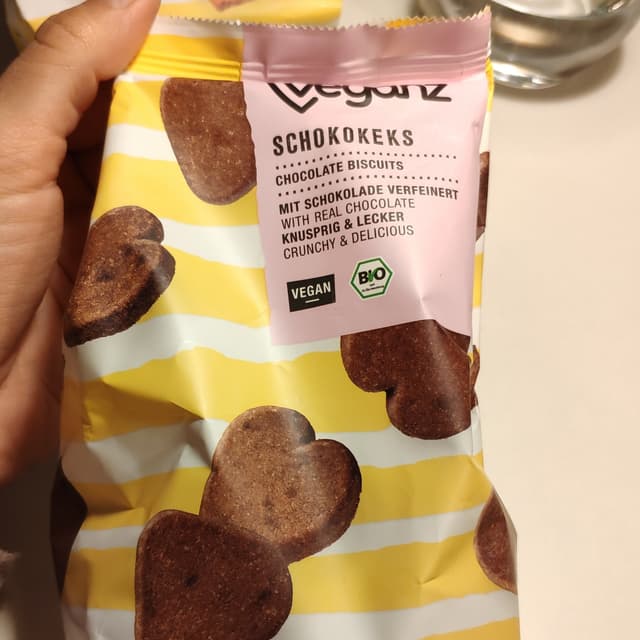 veganz
SCHOKOKEKS
CHOCOLATE BISCUITS
MIT SCHOKOLADE VERFEINERT
WITH REAL CHOCOLATE
KNUSPRIG & LECKER
CRUNCHY & DELICIOUS
VEGAN
BIO